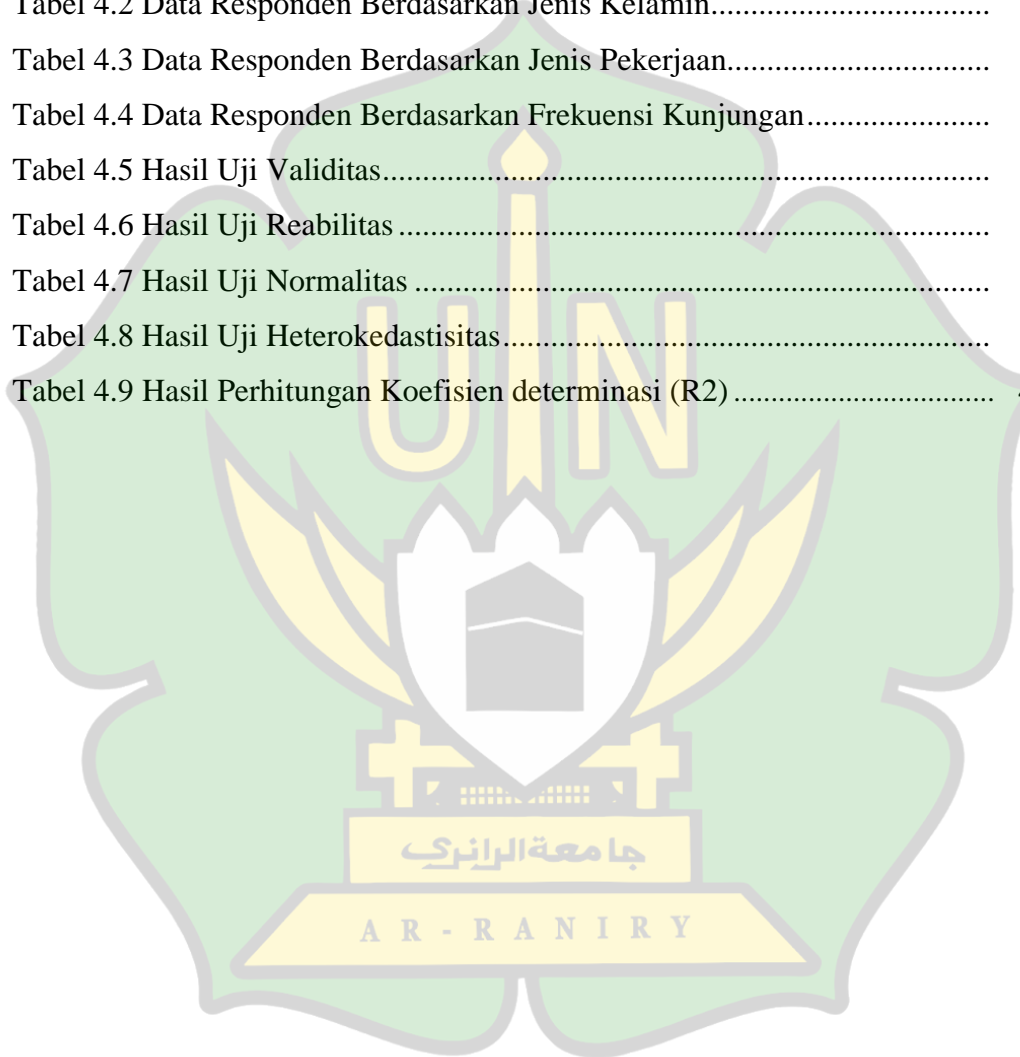 Tabel 4.2 Data Responden Berdasarkan Jenis Kelamin...................................
Tabel 4.3 Data Responden Berdasarkan Jenis Pekerjaan.................................
Tabel 4.4 Data Responden Berdasarkan Frekuensi Kunjungan.......................
Tabel 4.5 Hasil Uji Validitas............................................................................
Tabel 4.6 Hasil Uji Reabilitas..........................................................................
Tabel 4.7 Hasil Uji Normalitas........................................................................
Tabel 4.8 Hasil Uji Heterokedastisitas.............................................................
Tabel 4.9 Hasil Perhitungan Koefisien determinasi (R2)................................
UIN
جامعةالرانري
AR-RANIRY